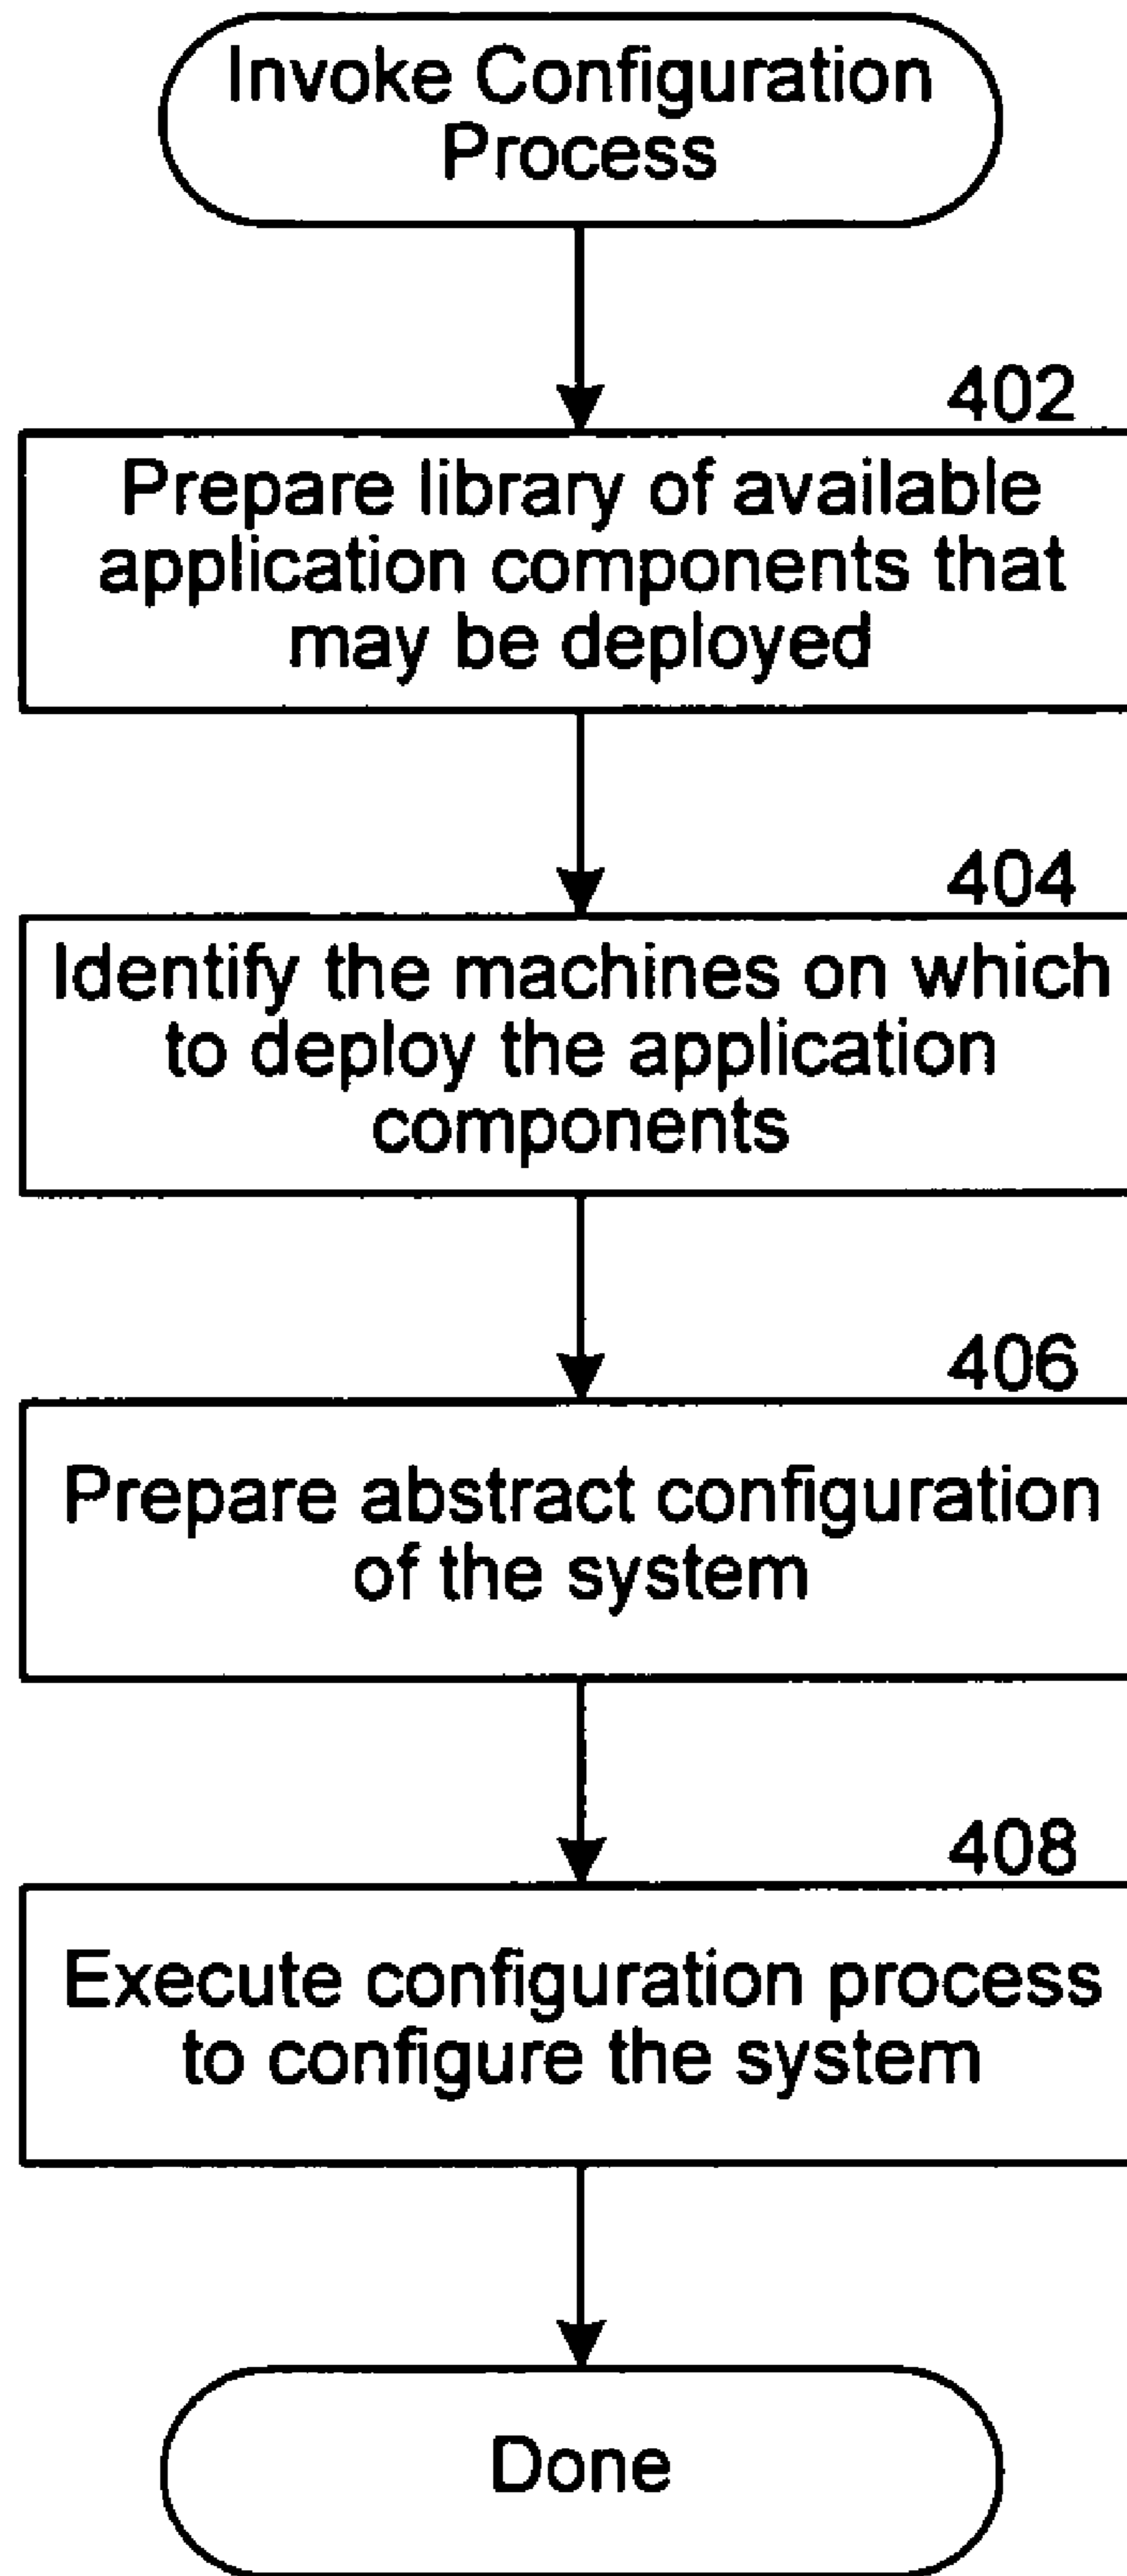 Invoke Configuration
Process
402
Prepare library of available
application components that
may be deployed
404
Identify the machines on which
to deploy the application
components
406
Prepare abstract configuration
of the system
408
Execute configuration process
to configure the system
Done